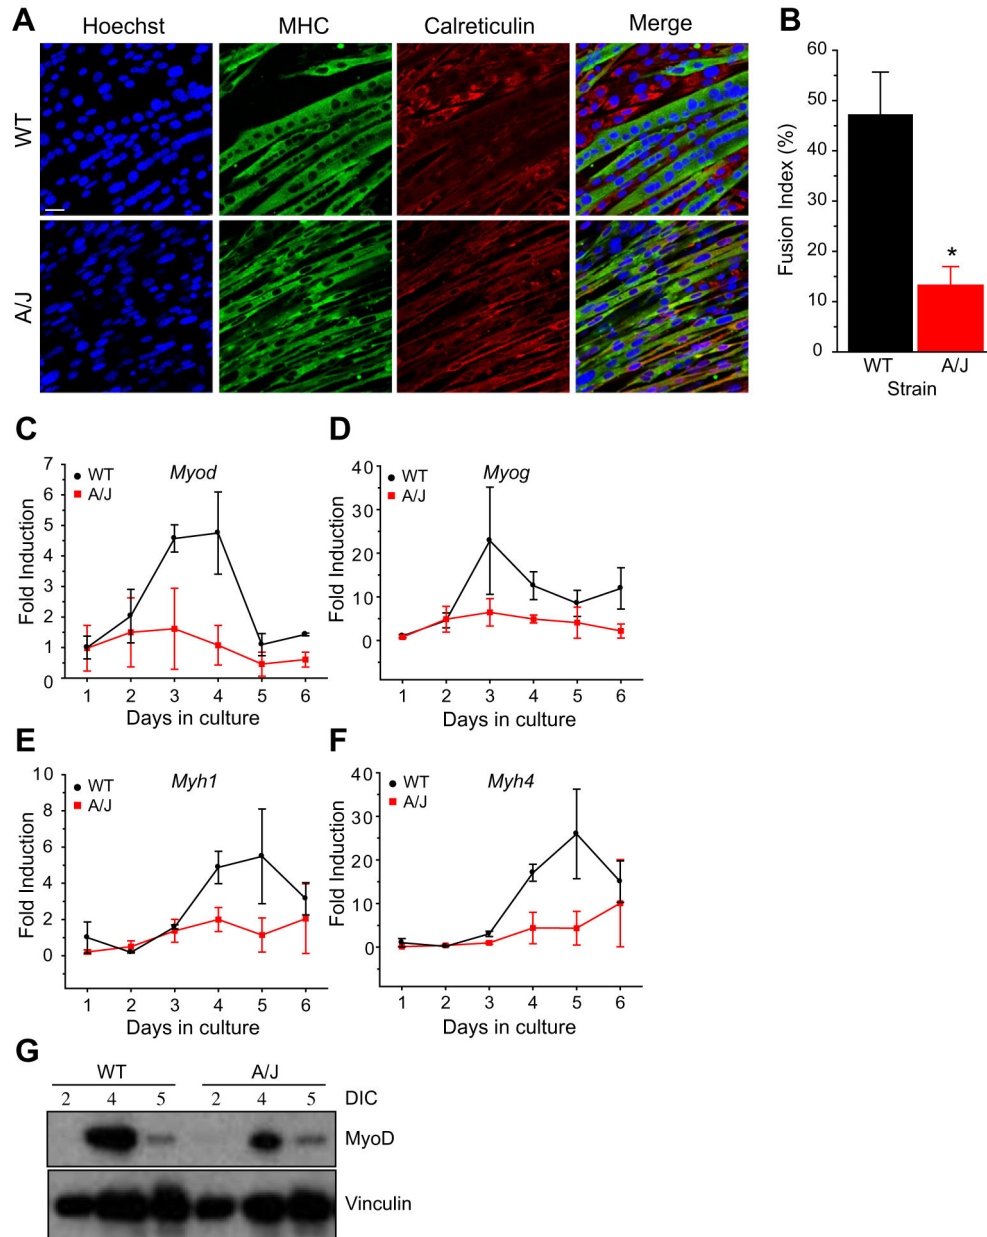 A
Hoechst MHC Calreticulin Merge
WT
A/J
B
60
50
40
30
20
10
0
Fusion Index (%)
*
WT A/J
Strain
C
Myod
WT
A/J
7
6
5
4
3
2
1
0
Fold Induction
1 2 3 4 5 6
Days in culture
D
Myog
WT
A/J
40
30
20
10
0
Fold Induction
1 2 3 4 5 6
Days in culture
E
Myh1
WT
A/J
10
8
6
4
2
0
Fold Induction
1 2 3 4 5 6
Days in culture
F
Myh4
WT
A/J
40
30
20
10
0
Fold Induction
1 2 3 4 5 6
Days in culture
G
WT A/J
2 4 5 2 4 5 DIC
MyoD
Vinculin